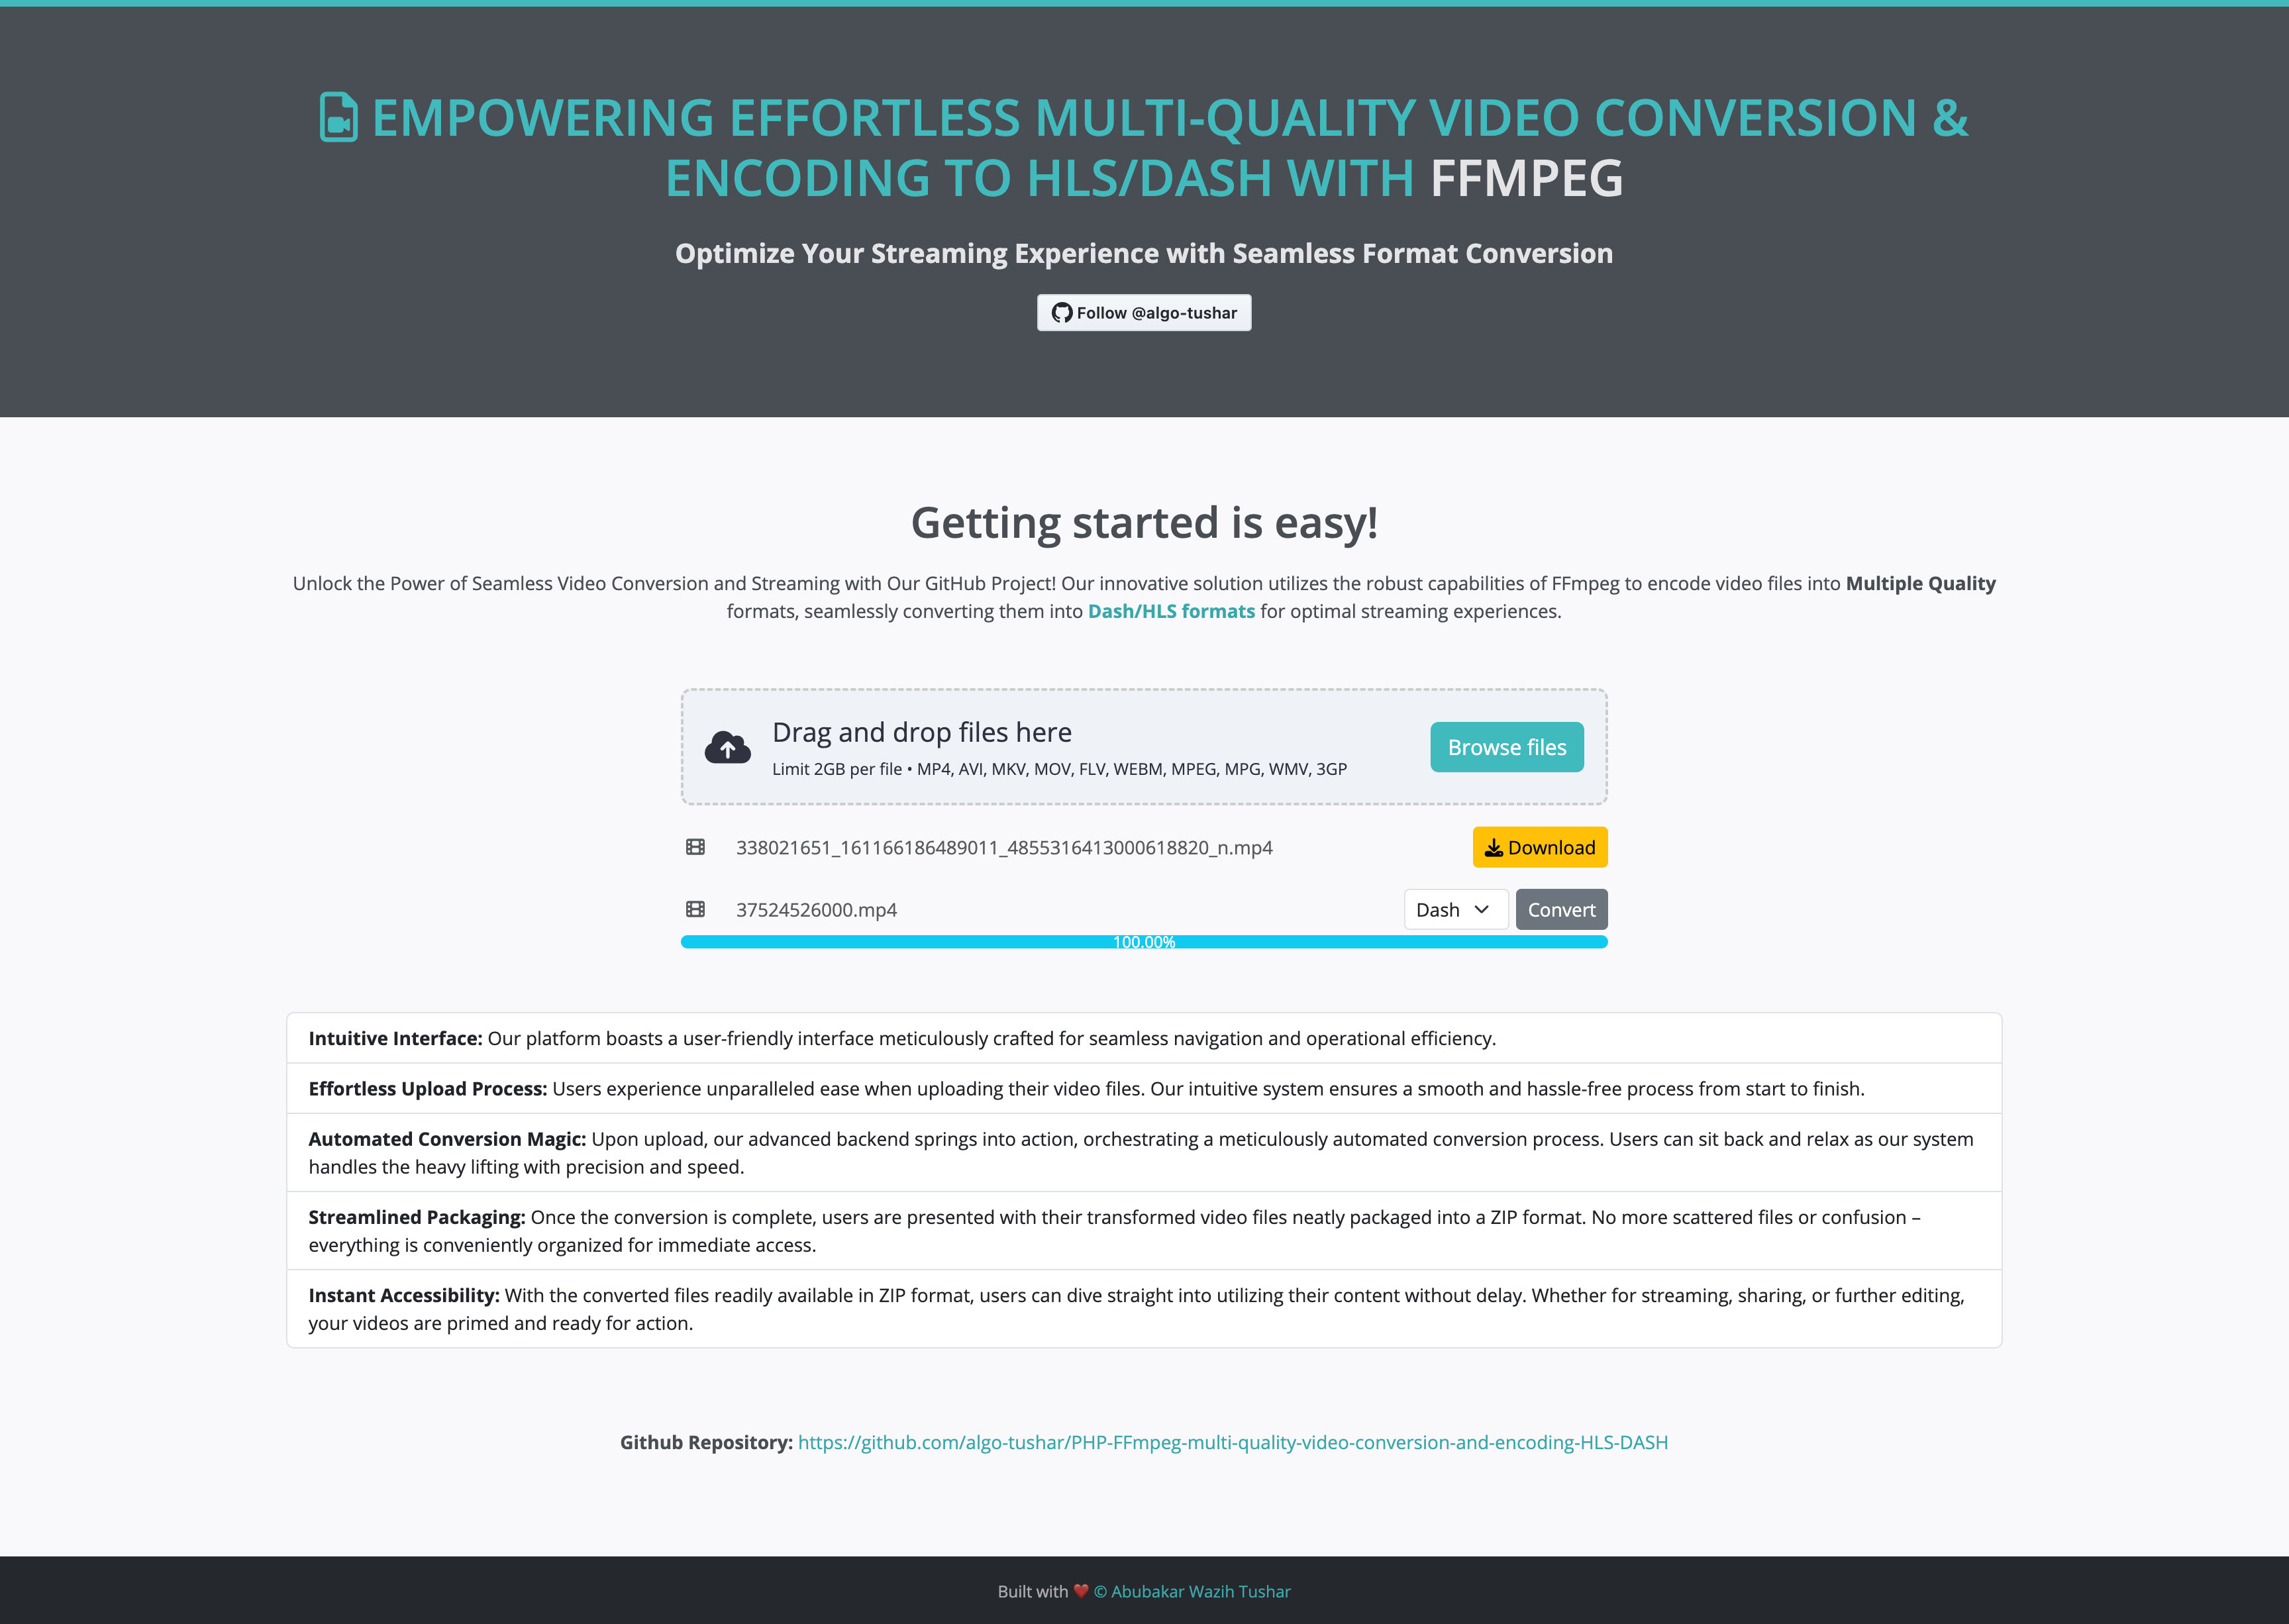 EMPOWERING EFFORTLESS MULTI-QUALITY VIDEO CONVERSION &
ENCODING TO HLS/DASH WITH FFMPEG
Optimize Your Streaming Experience with Seamless Format Conversion
Follow @algo-tushar
Getting started is easy!
Unlock the Power of Seamless Video Conversion and Streaming with Our GitHub Project! Our innovative solution utilizes the robust capabilities of FFmpeg to encode video files into Multiple Quality
formats, seamlessly converting them into Dash/HLS formats for optimal streaming experiences.
Drag and drop files here
Limit 2GB per file • MP4, AVI, MKV, MOV, FLV, WEBM, MPEG, MPG, WMV, 3GP
Browse files
338021651_161166186489011_4855316413000618820_n.mp4
Download
37524526000.mp4
Dash
Convert
100.00%
Intuitive Interface: Our platform boasts a user-friendly interface meticulously crafted for seamless navigation and operational efficiency.
Effortless Upload Process: Users experience unparalleled ease when uploading their video files. Our intuitive system ensures a smooth and hassle-free process from start to finish.
Automated Conversion Magic: Upon upload, our advanced backend springs into action, orchestrating a meticulously automated conversion process. Users can sit back and relax as our system
handles the heavy lifting with precision and speed.
Streamlined Packaging: Once the conversion is complete, users are presented with their transformed video files neatly packaged into a ZIP format. No more scattered files or confusion –
everything is conveniently organized for immediate access.
Instant Accessibility: With the converted files readily available in ZIP format, users can dive straight into utilizing their content without delay. Whether for streaming, sharing, or further editing,
your videos are primed and ready for action.
Github Repository: https://github.com/algo-tushar/PHP-FFmpeg-multi-quality-video-conversion-and-encoding-HLS-DASH
Built with ❤️ © Abubakar Wazih Tushar